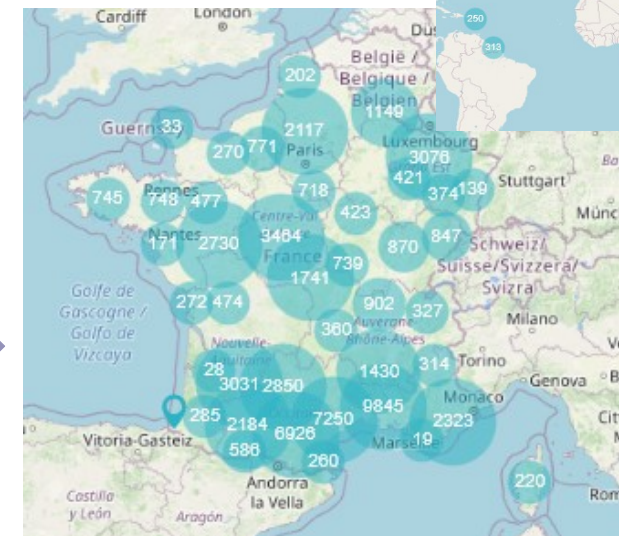 Cardiff
London
250
313
Dü
België /
Belgique /
Belgien
202
1149
Guernsey
33
2117
Paris
Luxembourg
270
771
3076
Est
421
374
139
Stuttgart
745
Rennes
748
477
718
423
Münc
Centre-Val
171
Nantes
2730
3464
France
870
847
Schweiz/
Suisse/Svizzera/
Svizra
1741
739
Golfe de
Gascogne /
Golfo de
Vizcaya
272
474
902
327
Milano
360
Auvergne
Rhône-Alpes
Nouvelle-
Aquitaine
28
3031
2850
1430
314
Torino
Genova
Monaco
285
2184
6926
7250
9845
2323
Vitoria-Gasteiz
586
260
Marseille
19
Andorra
la Vella
220
Rom
Castilla
y León
Aragón